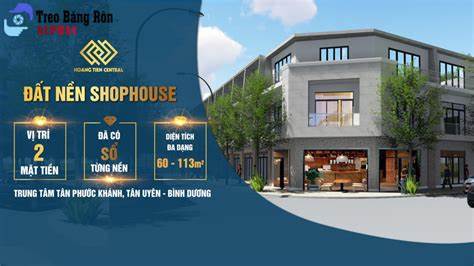 Treo Băng Rôn
HOANG TIEN CENTRAL
ĐẤT NỀN SHOPHOUSE
VỊ TRÍ
2
MẶT TIỀN
ĐÃ CÓ
SỔ
TỪNG NỀN
DIỆN TÍCH
ĐA DẠNG
60 - 113m²
TRUNG TÂM TÂN PHƯỚC KHÁNH, TÂN UYÊN - BÌNH DƯƠNG